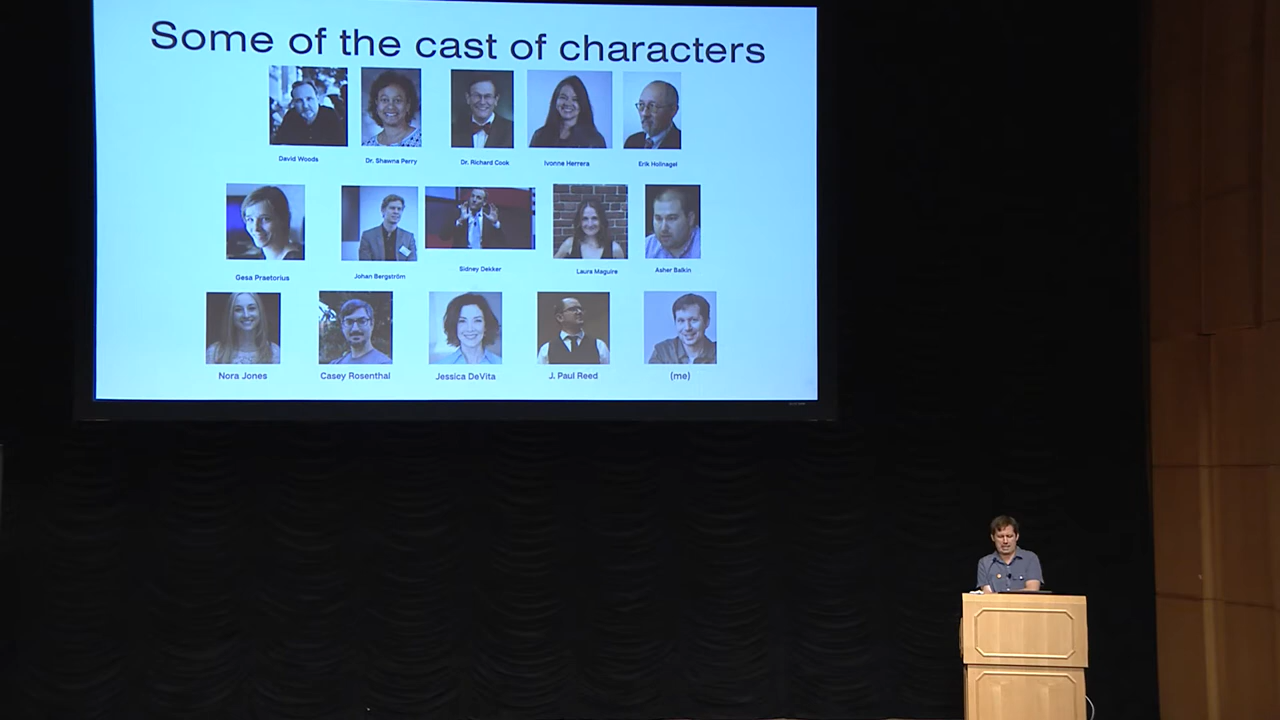 Some of the cast of characters
David Woods Dr. Shawna Perry Dr. Richard Cook Ivonne Herrera Erik Hollnagel
Gesa Praetorius Johan Bergström Sidney Dekker Laura Maguire Asher Balkin
Nora Jones Casey Rosenthal Jessica DeVita J. Paul Reed (me)